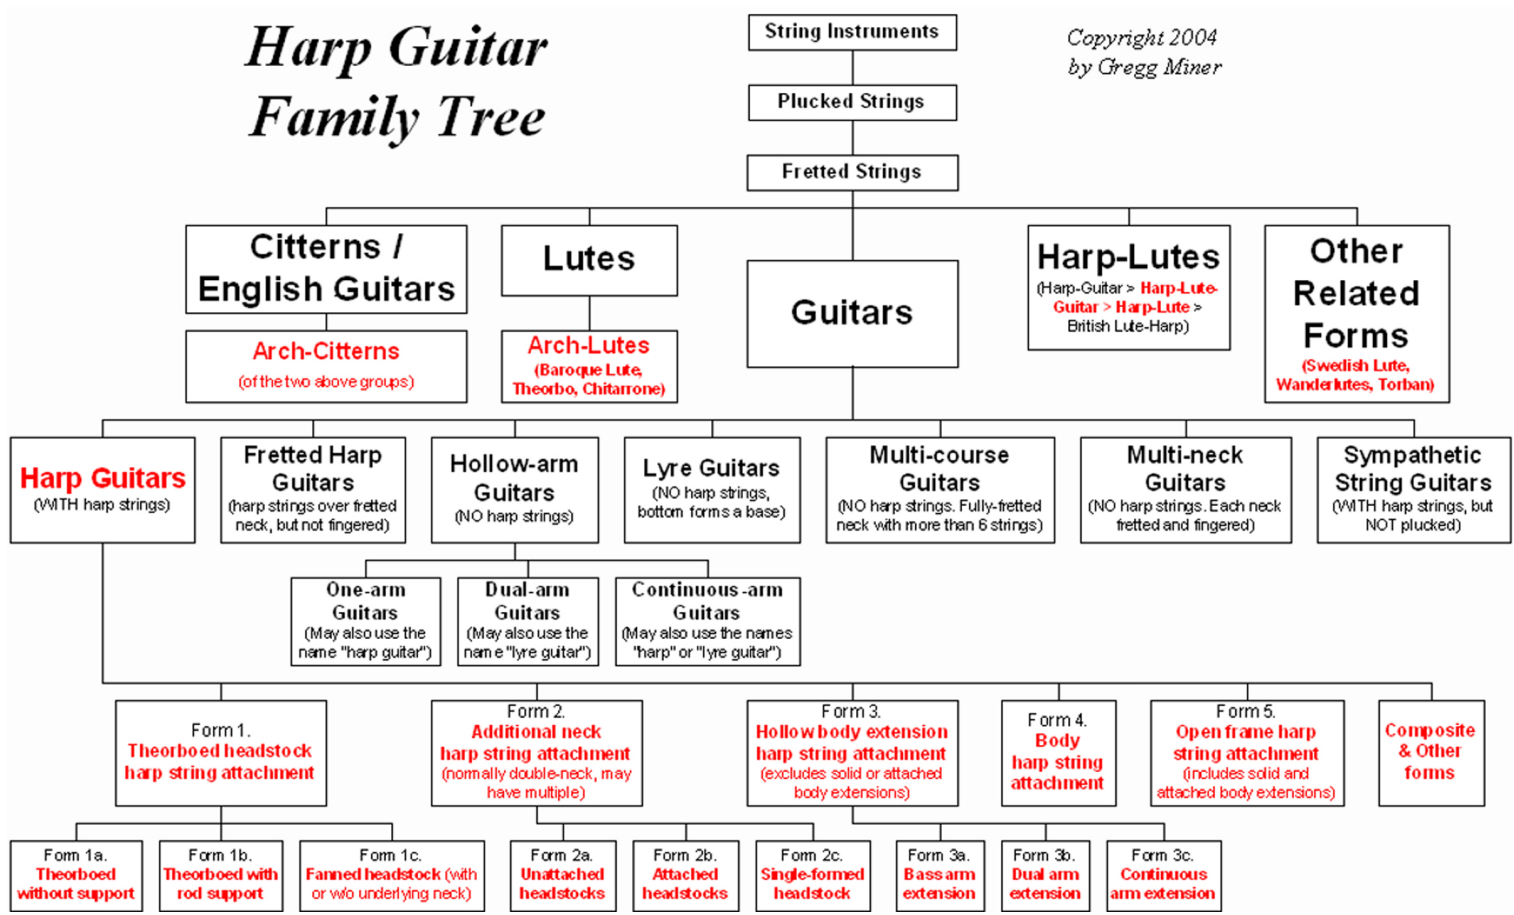 Harp Guitar
Family Tree
String Instruments
Copyright 2004
by Gregg Miner
Plucked Strings
Fretted Strings
Citterns /
English Guitars
Arch-Citterns
(of the two above groups)
Lutes
Arch-Lutes
(Baroque Lute,
Theorbo, Chitarrone)
Guitars
Harp-Lutes
(Harp-Guitar > Harp-Lute-
Guitar > Harp-Lute >
British Lute-Harp)
Other
Related
Forms
(Swedish Lute,
Wanderlutes, Torban)
Harp Guitars
(WITH harp strings)
Fretted Harp
Guitars
(harp strings over fretted
neck, but not fingered)
Hollow-arm
Guitars
(NO harp strings)
Lyre Guitars
(NO harp strings,
bottom forms a base)
Multi-course
Guitars
(NO harp strings. Fully-fretted
neck with more than 6 strings)
Multi-neck
Guitars
(NO harp strings. Each neck
fretted and fingered)
Sympathetic
String Guitars
(WITH harp strings, but
NOT plucked)
One-arm
Guitars
(May also use the
name "harp guitar")
Dual-arm
Guitars
(May also use the
name "lyre guitar")
Continuous-arm
Guitars
(May also use the names
"harp" or "lyre guitar")
Form 1.
Theorboed headstock
harp string attachment
Form 2.
Additional neck
harp string attachment
(normally double-neck, may
have multiple)
Form 3.
Hollow body extension
harp string attachment
(excludes solid or attached
body extensions)
Form 4.
Body
harp string
attachment
Form 5.
Open frame harp
string attachment
(includes solid and
attached body extensions)
Composite
& Other
forms
Form 1a.
Theorboed
without support
Form 1b.
Theorboed with
rod support
Form 1c.
Fanned headstock (with
or w/o underlying neck)
Form 2a.
Unattached
headstocks
Form 2b.
Attached
headstocks
Form 2c.
Single-formed
headstock
Form 3a.
Bass arm
extension
Form 3b.
Dual arm
extension
Form 3c.
Continuous
arm extension